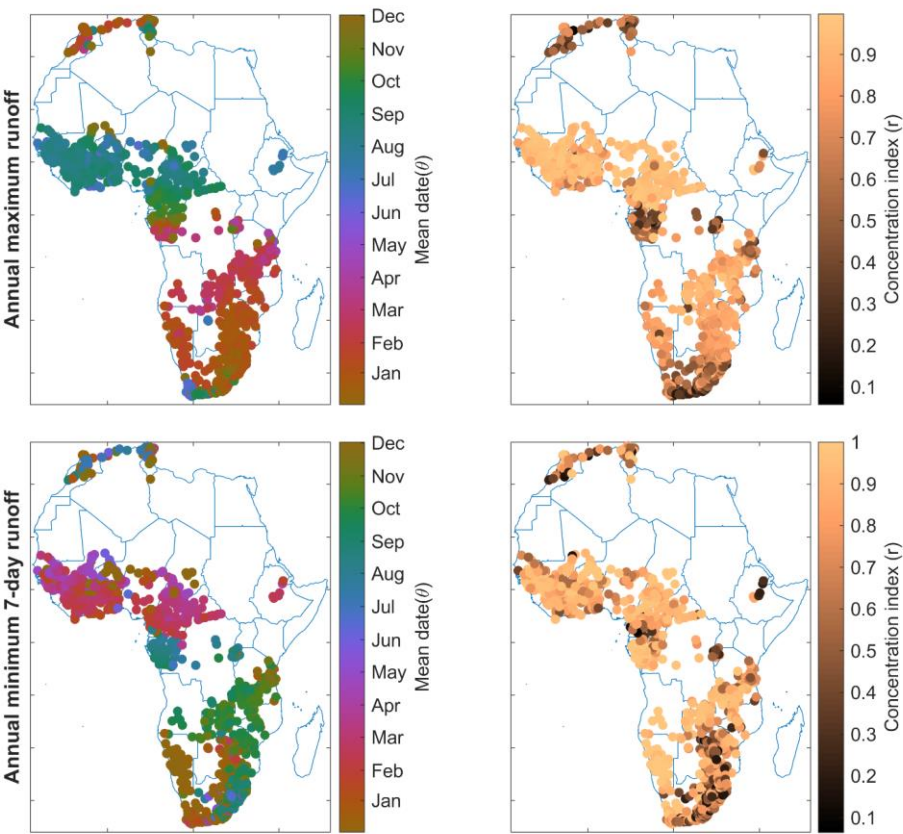 Annual maximum runoff
Dec
Nov
Oct
Sep
Aug
Jul
Jun
May
Apr
Mar
Feb
Jan
Mean date(θ)
0.9
0.8
0.7
0.6
0.5
0.4
0.3
0.2
0.1
Concentration index (r)
Annual minimum 7-day runoff
Dec
Nov
Oct
Sep
Aug
Jul
Jun
May
Apr
Mar
Feb
Jan
Mean date(θ)
1
0.9
0.8
0.7
0.6
0.5
0.4
0.3
0.2
0.1
Concentration index (r)